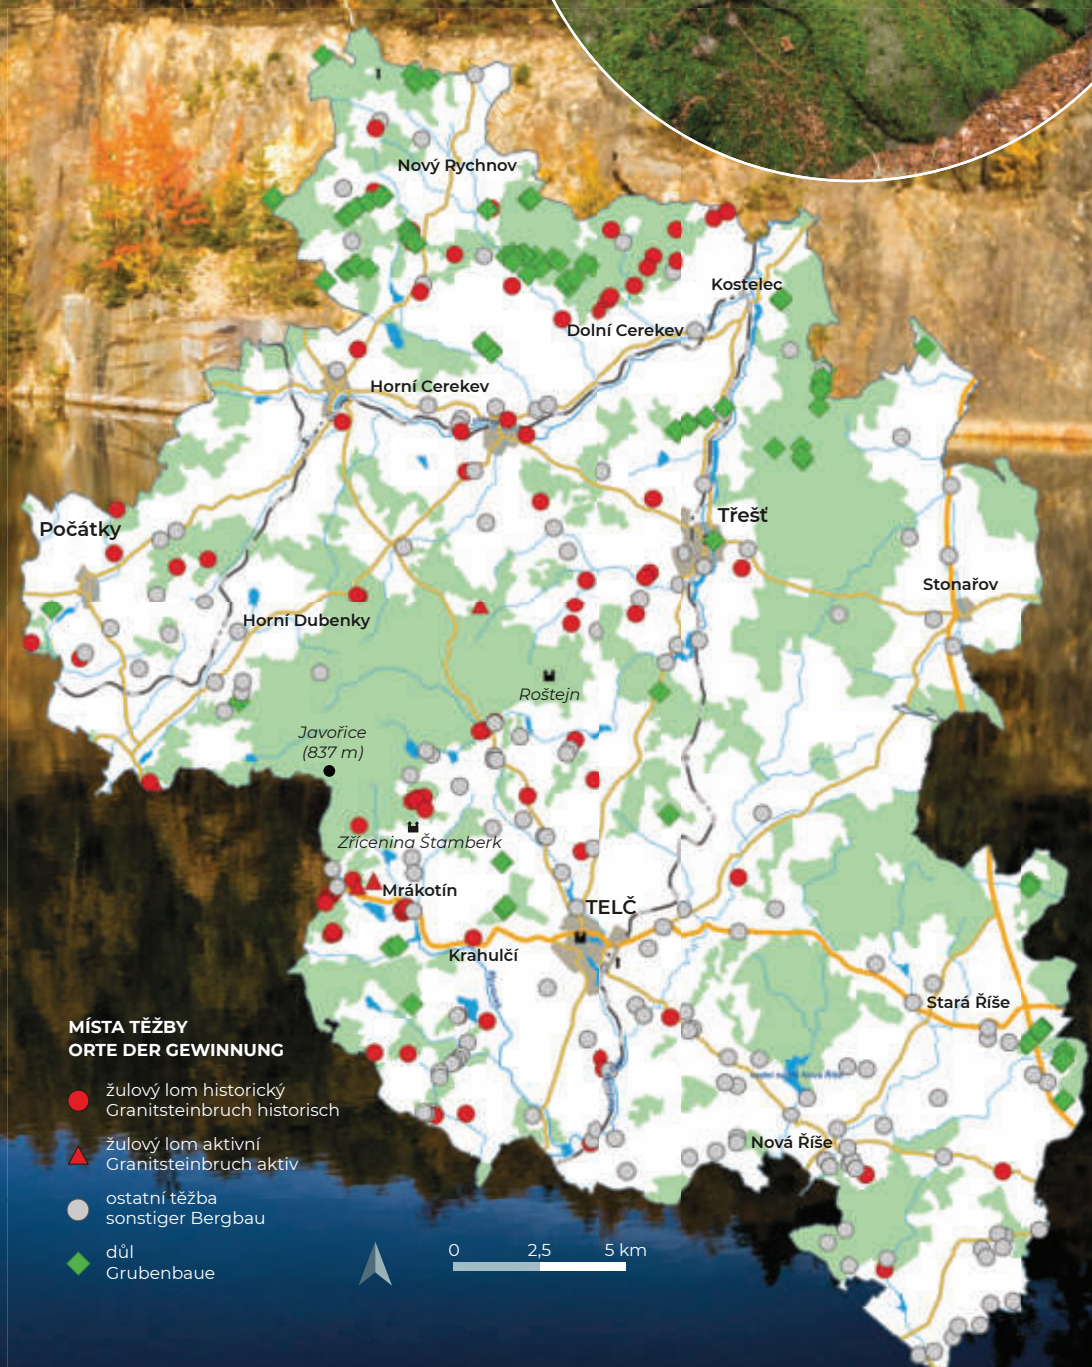 Nový Rychnov
Kostelec
Dolní Cerekev
Horní Cerekev
Počátky
Třešť
Stonařov
Horní Dubenky
Roštejn
Javořice
(837 m)
Zřícenina Štamberk
Mrákotín
TELČ
Krahulčí
Stará Říše
Nová Říše
MÍSTA TĚŽBY
ORTE DER GEWINNUNG
žulový lom historický
Granitsteinbruch historisch
žulový lom aktivní
Granitsteinbruch aktiv
ostatní těžba
sonstiger Bergbau
důl
Grubenbaue
0 2,5 5 km